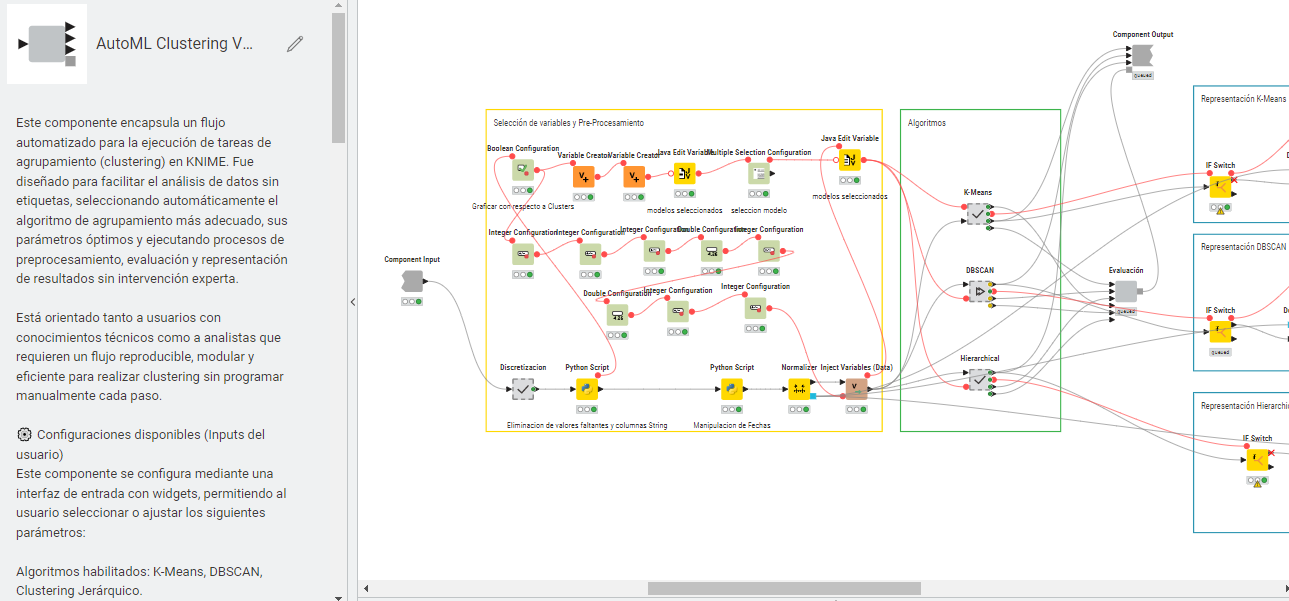 AutoML Clustering V...
Este componente encapsula un flujo
automatizado para la ejecución de tareas de
agrupamiento (clustering) en KNIME. Fue
diseñado para facilitar el análisis de datos sin
etiquetas, seleccionando automáticamente el
algoritmo de agrupamiento más adecuado, sus
parámetros óptimos y ejecutando procesos de
preprocesamiento, evaluación y representación
de resultados sin intervención experta.
Está orientado tanto a usuarios con
conocimientos técnicos como a analistas que
requieren un flujo reproducible, modular y
eficiente para realizar clustering sin programar
manualmente cada paso.
Configuraciones disponibles (Inputs del
usuario)
Este componente se configura mediante una
interfaz de entrada con widgets, permitiendo al
usuario seleccionar o ajustar los siguientes
parámetros:
Algoritmos habilitados: K-Means, DBSCAN,
Clustering Jerárquico.
Component Input
Selección de variables y Pre-Procesamiento
Boolean Configuration
Graficar con respecto a Clusters
Variable Creator
Variable Creator
Java Edit Variable
modelos seleccionados
Multiple Selection Configuration
seleccion modelo
Java Edit Variable
modelos seleccionados
Integer Configuration
Integer Configuration
Integer Configuration
Double Configuration
Integer Configuration
Double Configuration
Integer Configuration
Integer Configuration
Discretizacion
Python Script
Eliminacion de valores faltantes y columnas String
Python Script
Manipulacion de Fechas
Normalizer
Inject Variables (Data)
Algoritmos
K-Means
DBSCAN
Hierarchical
Component Output
queued
Evaluación
queued
Representación K-Means
IF Switch
Representación DBSCAN
IF Switch
queued
Representación Hierarchi
IF Switch